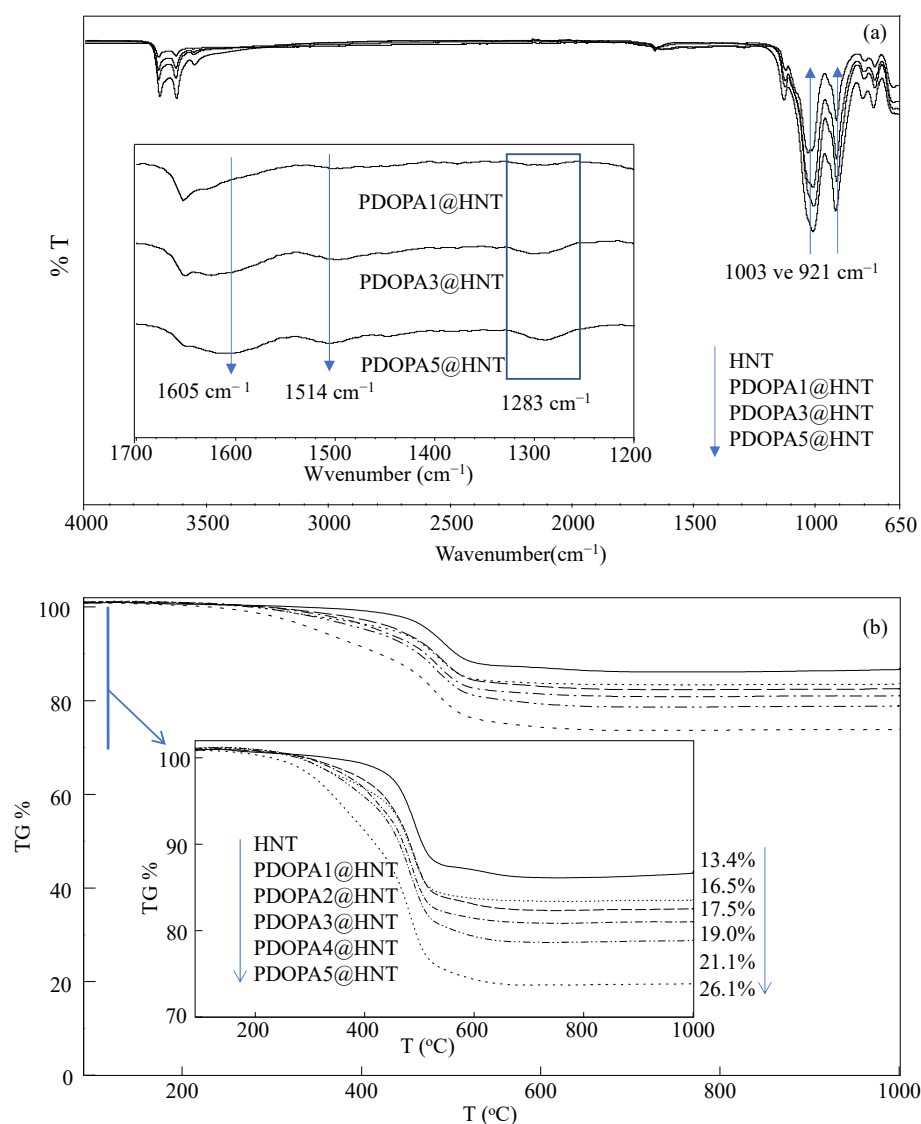 (a)
% T
PDOPA1@HNT
PDOPA3@HNT
PDOPA5@HNT
1605 cm⁻¹
1514 cm⁻¹
1283 cm⁻¹
1700 1600 1500 1400 1300 1200
Wvenumber (cm⁻¹)
1003 ve 921 cm⁻¹
HNT
PDOPA1@HNT
PDOPA3@HNT
PDOPA5@HNT
4000 3500 3000 2500 2000 1500 1000 650
Wavenumber(cm⁻¹)
(b)
TG %
100
80
60
40
20
0
TG %
100
90
80
70
HNT
PDOPA1@HNT
PDOPA2@HNT
PDOPA3@HNT
PDOPA4@HNT
PDOPA5@HNT
13.4%
16.5%
17.5%
19.0%
21.1%
26.1%
200 400 600 800 1000
T (°C)
200 400 600 800 1000
T (°C)